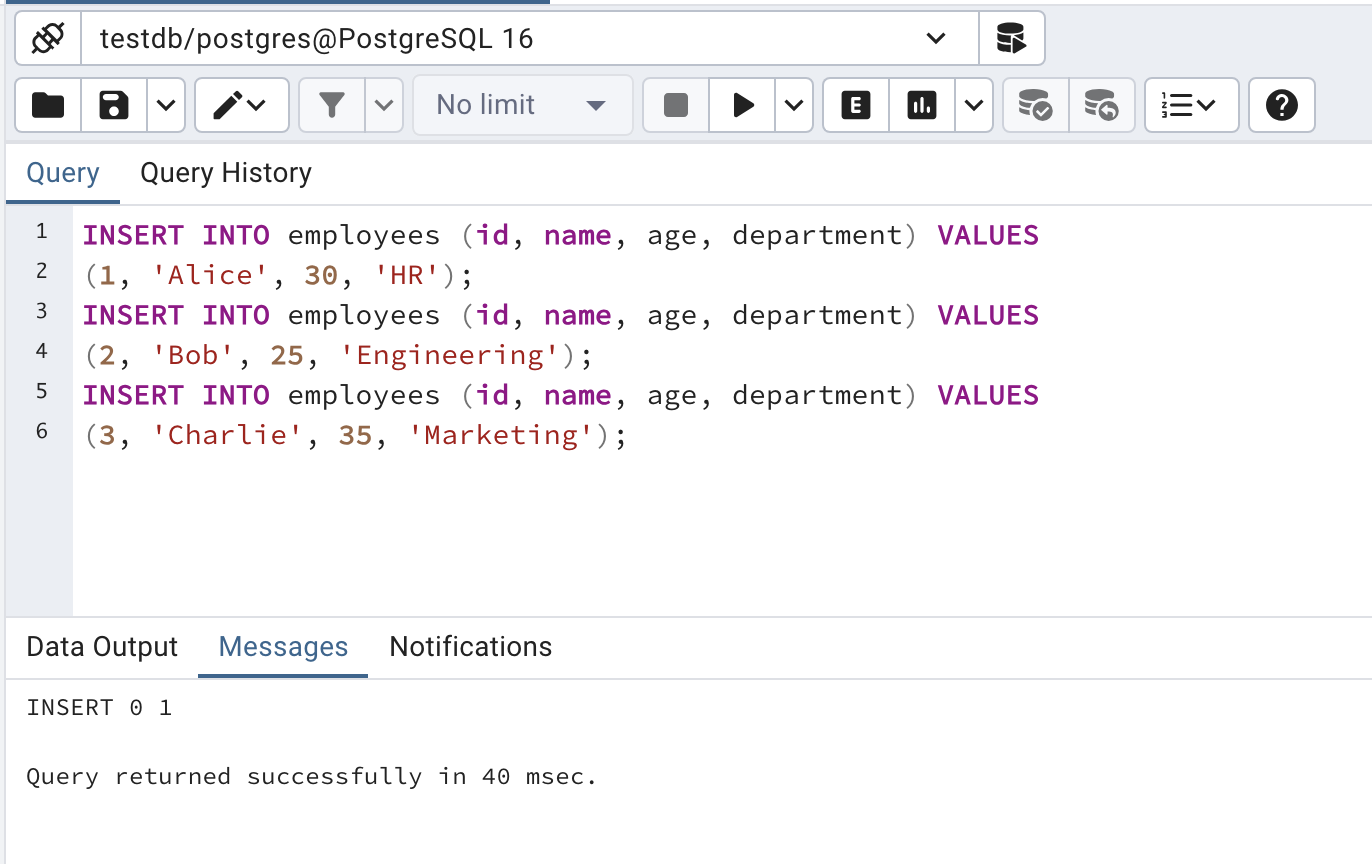 testdb/postgres@PostgreSQL 16
No limit
E
Query Query History
1 INSERT INTO employees (id, name, age, department) VALUES
2 (1, 'Alice', 30, 'HR');
3 INSERT INTO employees (id, name, age, department) VALUES
4 (2, 'Bob', 25, 'Engineering');
5 INSERT INTO employees (id, name, age, department) VALUES
6 (3, 'Charlie', 35, 'Marketing');
Data Output Messages Notifications
INSERT 0 1
Query returned successfully in 40 msec.